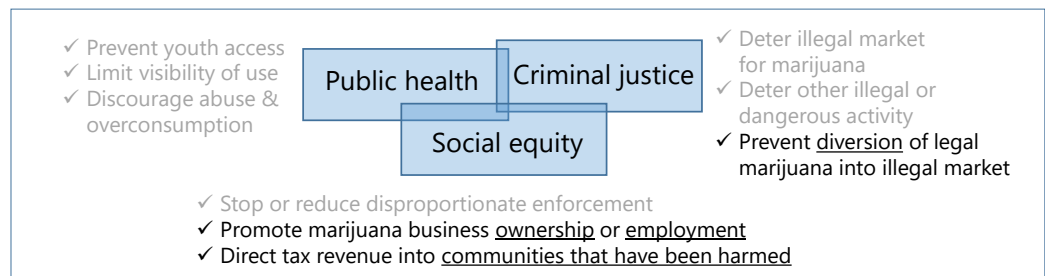 ✓ Prevent youth access
✓ Limit visibility of use
✓ Discourage abuse &
overconsumption
Public health
Criminal justice
Social equity
✓ Deter illegal market
for marijuana
✓ Deter other illegal or
dangerous activity
✓ Prevent diversion of legal
marijuana into illegal market
✓ Stop or reduce disproportionate enforcement
✓ Promote marijuana business ownership or employment
✓ Direct tax revenue into communities that have been harmed